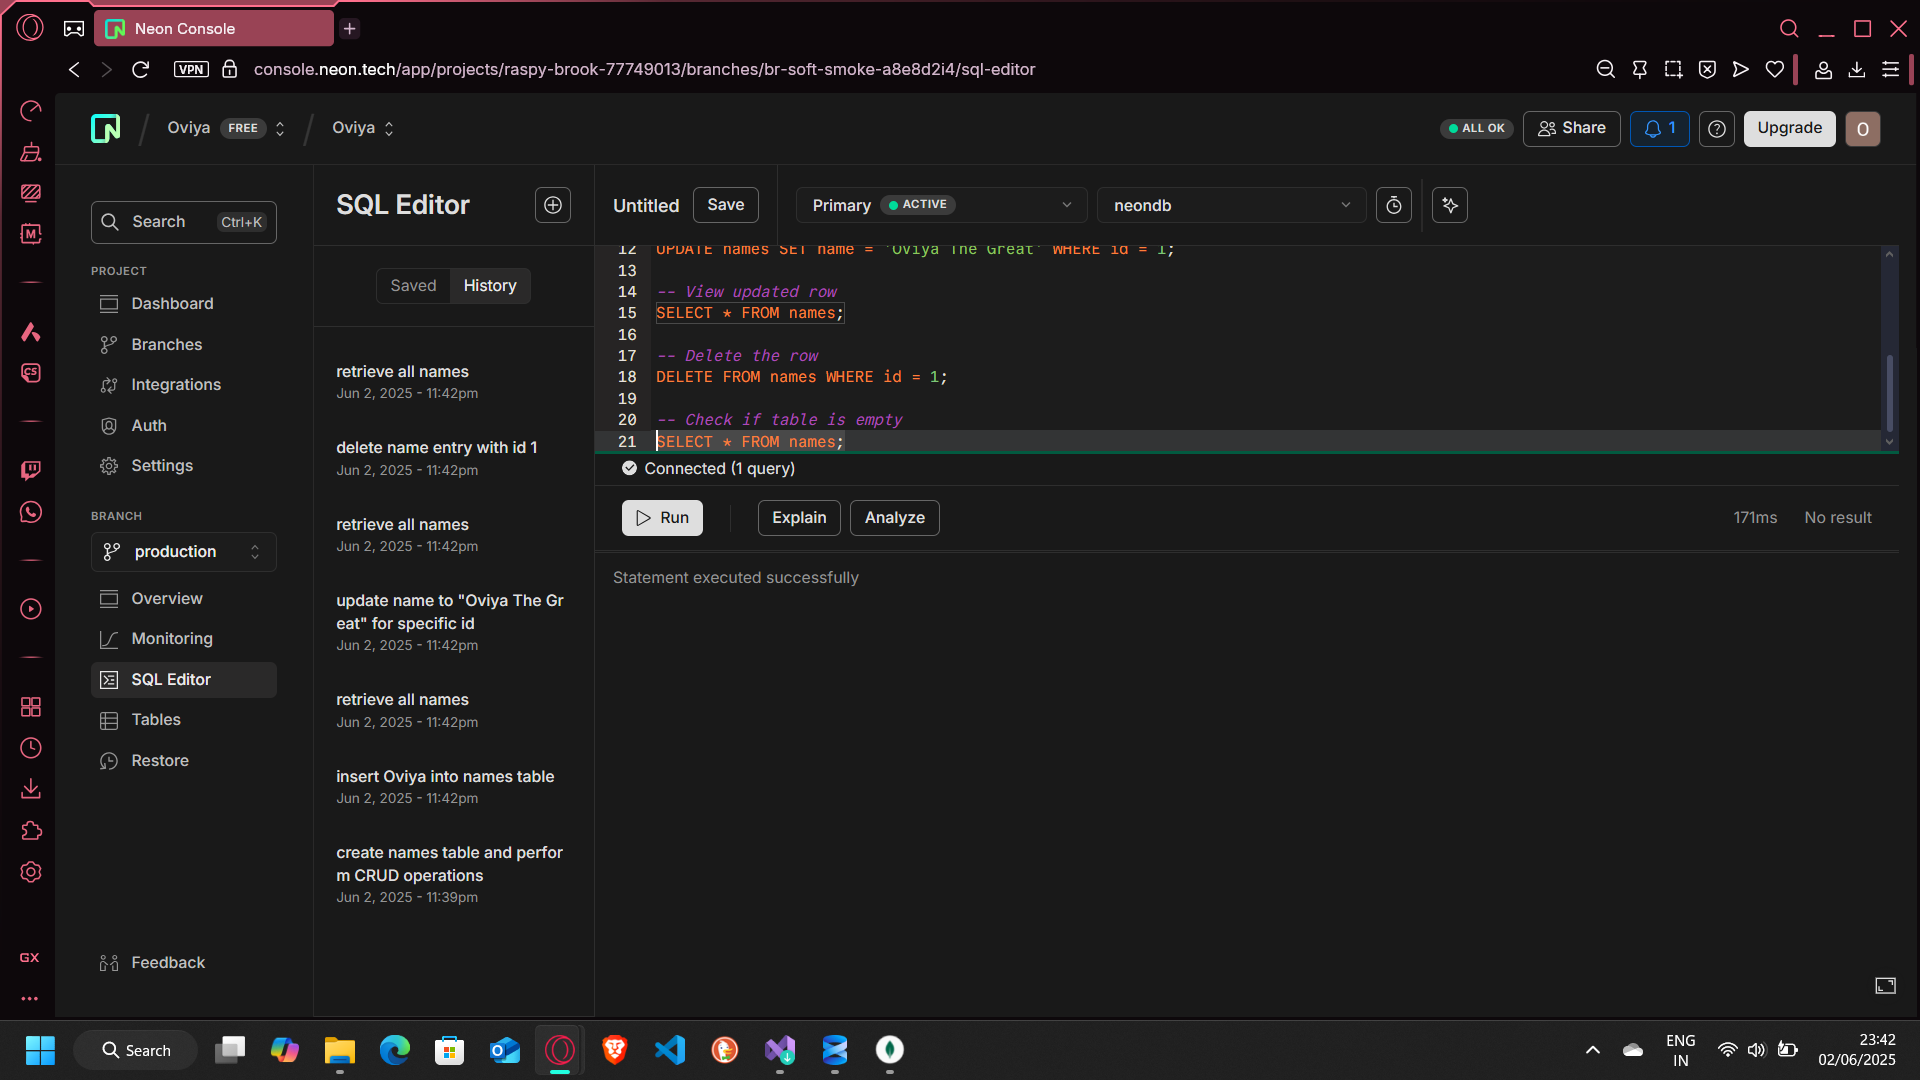 Neon Console
VPN
console.neon.tech/app/projects/raspy-brook-77749013/branches/br-soft-smoke-a8e8d2i4/sql-editor
Oviya FREE
Oviya
ALL OK
Share
1
Upgrade
O
Search Ctrl+K
PROJECT
Dashboard
Branches
Integrations
Auth
Settings
BRANCH
production
Overview
Monitoring
SQL Editor
Tables
Restore
Feedback
SQL Editor
Saved
History
retrieve all names
Jun 2, 2025 - 11:42pm
delete name entry with id 1
Jun 2, 2025 - 11:42pm
retrieve all names
Jun 2, 2025 - 11:42pm
update name to "Oviya The Gr
eat" for specific id
Jun 2, 2025 - 11:42pm
retrieve all names
Jun 2, 2025 - 11:42pm
insert Oviya into names table
Jun 2, 2025 - 11:42pm
create names table and perfor
m CRUD operations
Jun 2, 2025 - 11:39pm
Untitled
Save
Primary ACTIVE
neondb
12 UPDATE names SET name = 'Oviya The Great' WHERE id = 1;
13
14 -- View updated row
15 SELECT * FROM names;
16
17 -- Delete the row
18 DELETE FROM names WHERE id = 1;
19
20 -- Check if table is empty
21 SELECT * FROM names;
Connected (1 query)
Run
Explain
Analyze
171ms
No result
Statement executed successfully
GX
Search
ENG
IN
23:42
02/06/2025